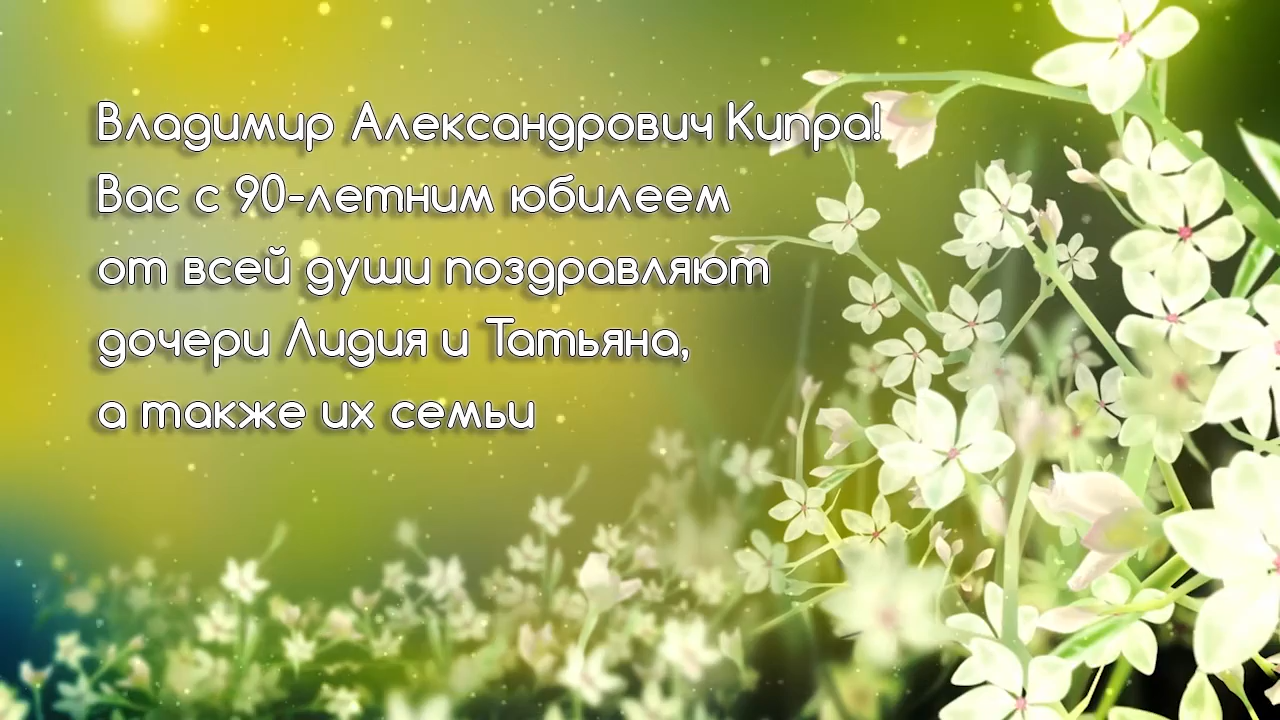 Владимир Александрович Кипра!
Вас с 90-летним юбилеем
от всей души поздравляют
дочери Лидия и Татьяна,
а также их семьи